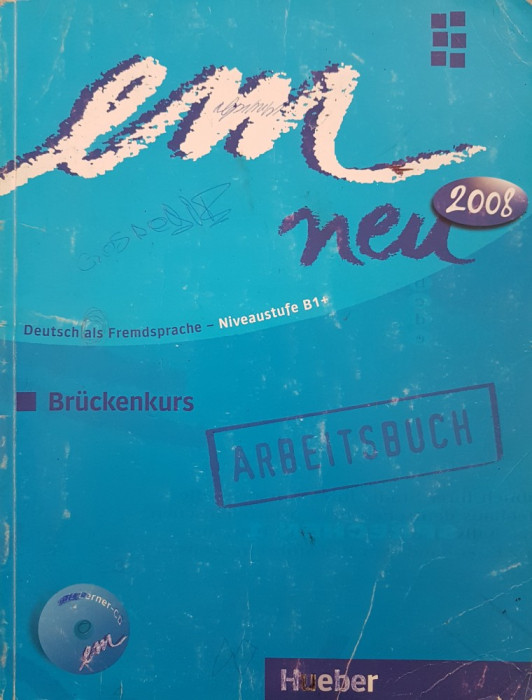 em
neu
2008
Deutsch als Fremdsprache – Niveaustufe B1+
Brückenkurs
ARBEITSBUCH
em
Hueber